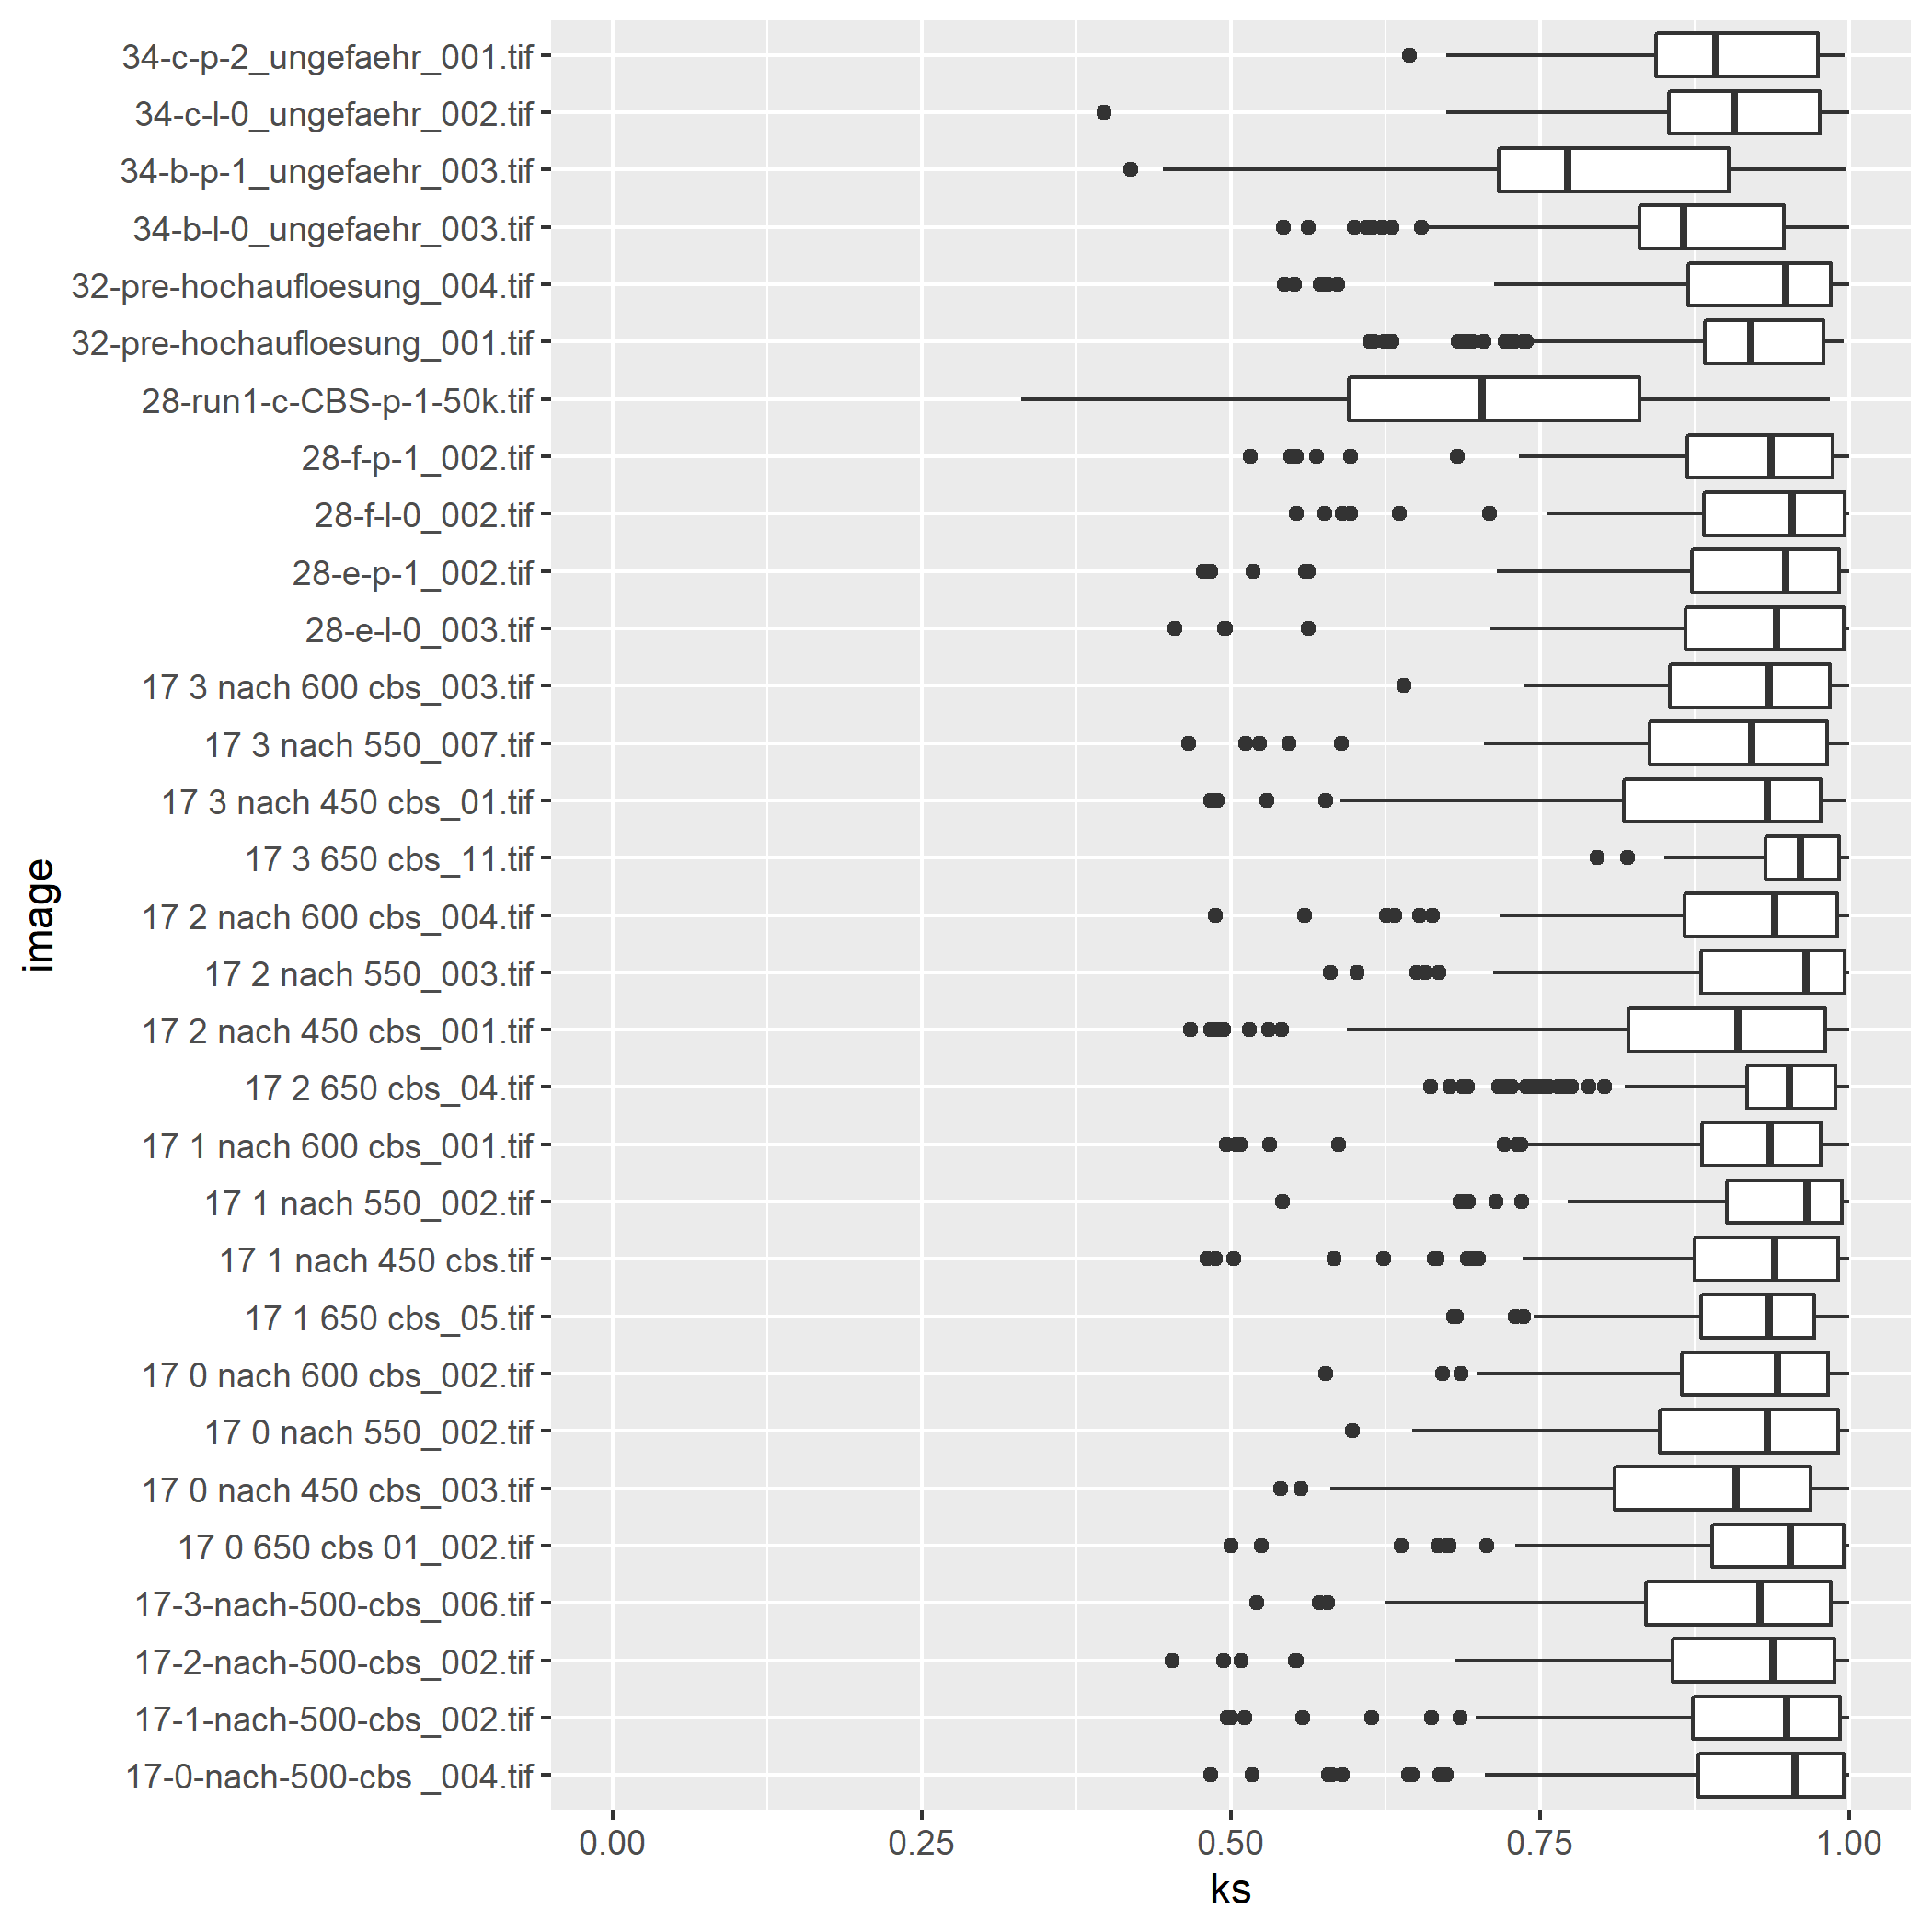 34-c-p-2_ungefaehr_001.tif
34-c-l-0_ungefaehr_002.tif
34-b-p-1_ungefaehr_003.tif
34-b-l-0_ungefaehr_003.tif
32-pre-hochaufloesung_004.tif
32-pre-hochaufloesung_001.tif
28-run1-c-CBS-p-1-50k.tif
28-f-p-1_002.tif
28-f-l-0_002.tif
28-e-p-1_002.tif
28-e-l-0_003.tif
17 3 nach 600 cbs_003.tif
17 3 nach 550_007.tif
17 3 nach 450 cbs_01.tif
17 3 650 cbs_11.tif
17 2 nach 600 cbs_004.tif
17 2 nach 550_003.tif
17 2 nach 450 cbs_001.tif
17 2 650 cbs_04.tif
17 1 nach 600 cbs_001.tif
17 1 nach 550_002.tif
17 1 nach 450 cbs.tif
17 1 650 cbs_05.tif
17 0 nach 600 cbs_002.tif
17 0 nach 550_002.tif
17 0 nach 450 cbs_003.tif
17 0 650 cbs 01_002.tif
17-3-nach-500-cbs_006.tif
17-2-nach-500-cbs_002.tif
17-1-nach-500-cbs_002.tif
17-0-nach-500-cbs _004.tif
image
0.00 0.25 0.50 0.75 1.00
ks